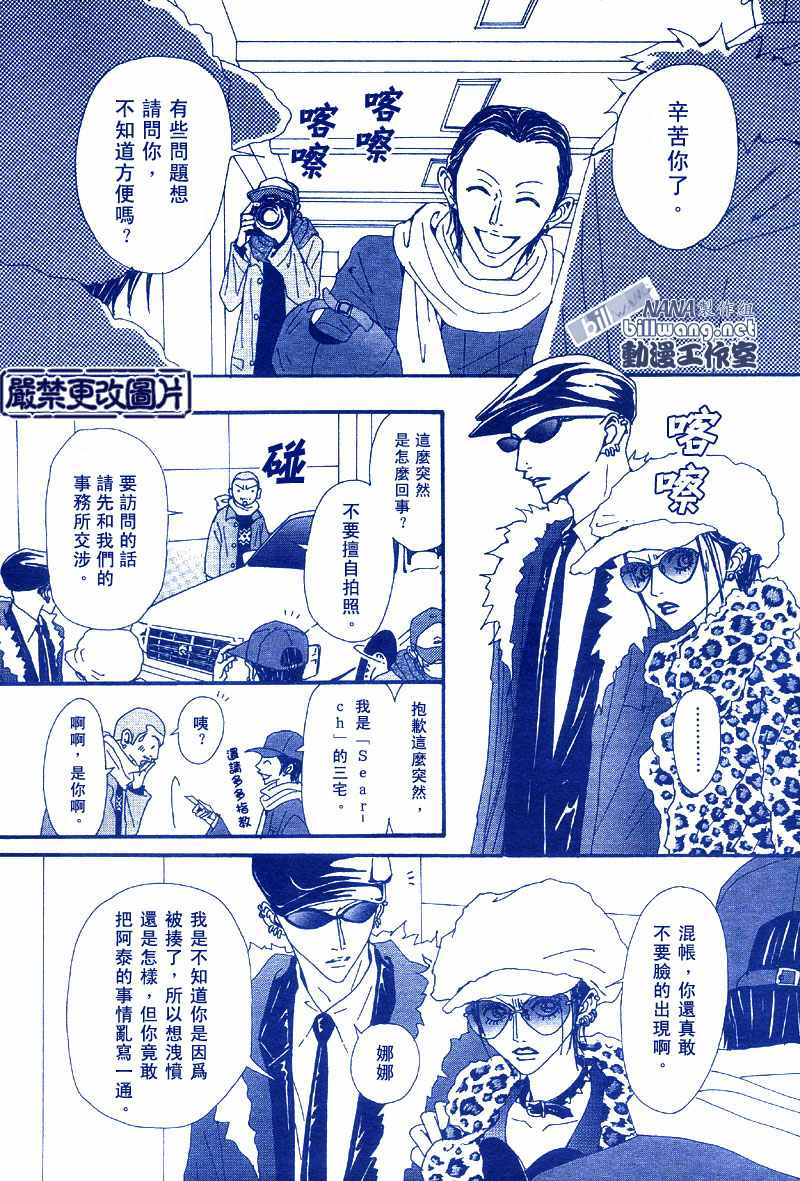 辛苦你了。
喀嚓
喀嚓
有些問題想
請問你，
不知道方便嗎？
bill wang
NANA製作組
billwang.net
動漫工作室
嚴禁更改圖片
喀嚓
………
這麼突然
是怎麼回事？
不要擅自拍照。
碰
要訪問的話
請先和我們的
事務所交涉。
抱歉這麼突然，
我是「Sear-
ch」的三宅。
還請多多指教
咦？
啊啊，是你啊。
混帳，你還真敢
不要臉的出現啊。
娜娜
我是不知道你是因爲
被揍了，所以想洩憤
還是怎樣，但你竟敢
把阿泰的事情亂寫一通。